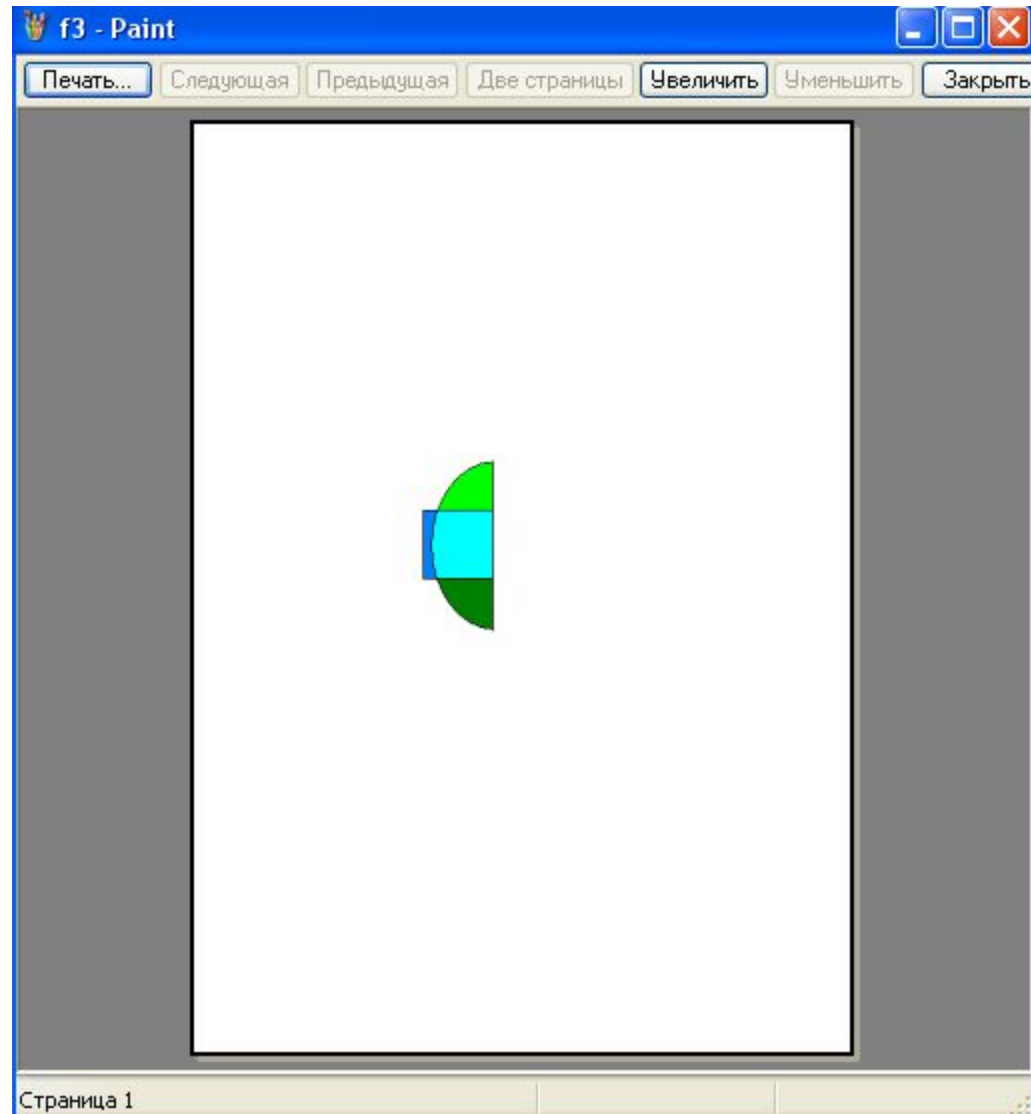 f3 - Paint
Печать... Следующая Предыдущая Две страницы Увеличить Уменьшить Закрыть
Страница 1